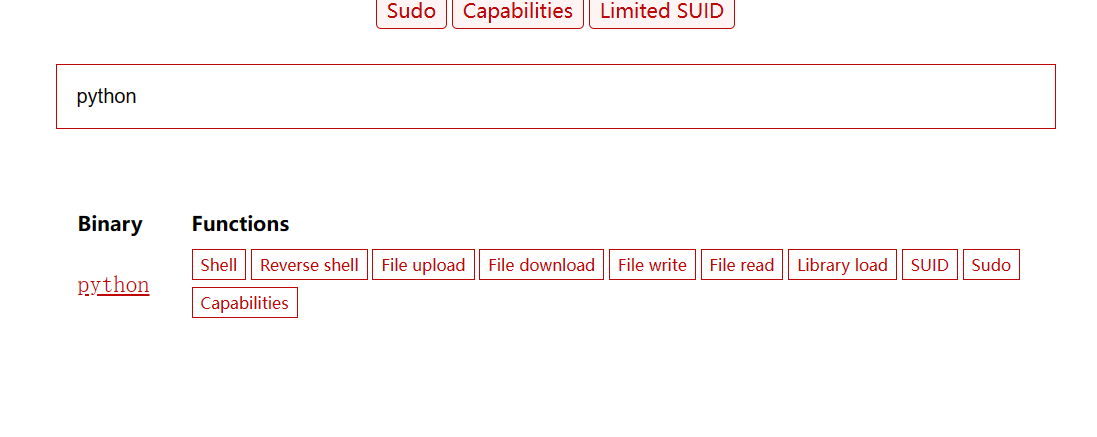 Sudo Capabilities Limited SUID
python
Binary Functions
Shell Reverse shell File upload File download File write File read Library load SUID Sudo
python
Capabilities